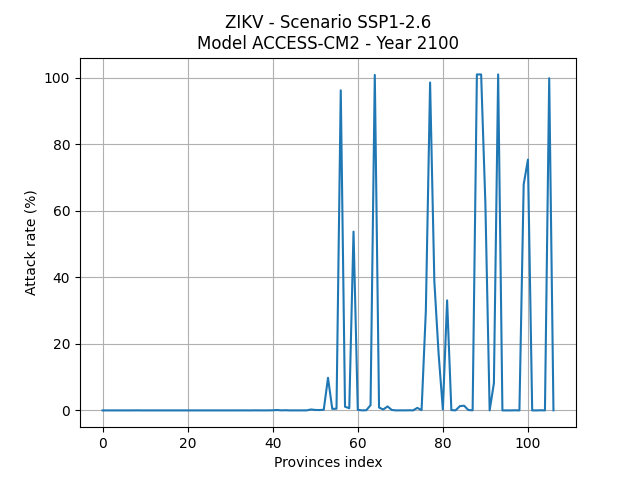 ZIKV - Scenario SSP1-2.6
Model ACCESS-CM2 - Year 2100
100
80
60
40
20
0
Attack rate (%)
0 20 40 60 80 100
Provinces index